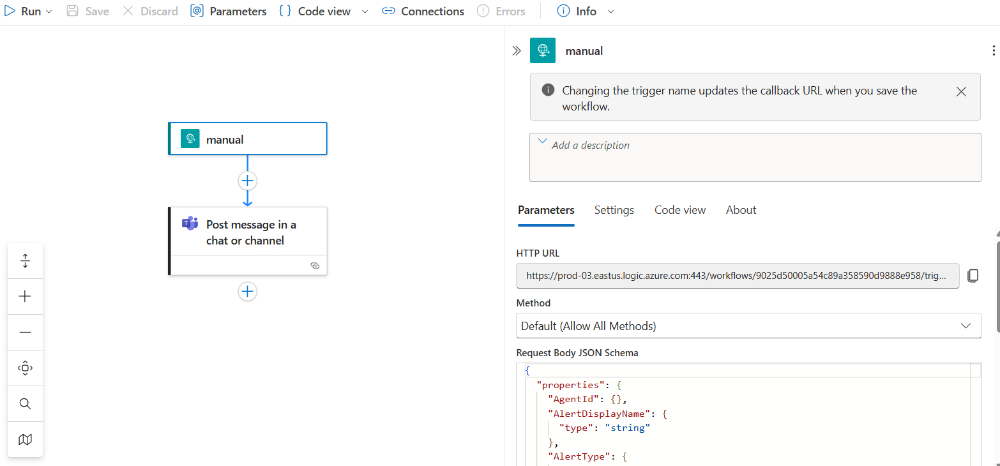 Run Save Discard Parameters { } Code view Connections Errors Info
manual
Changing the trigger name updates the callback URL when you save the
workflow.
Add a description
manual
Post message in a
chat or channel
Parameters Settings Code view About
HTTP URL
https://prod-03.eastus.logic.azure.com:443/workflows/9025d50005a54c89a358590d9888e958/trig...
Method
Default (Allow All Methods)
Request Body JSON Schema
{
"properties": {
"AgentId": {},
"AlertDisplayName": {
"type": "string"
},
"AlertType": {